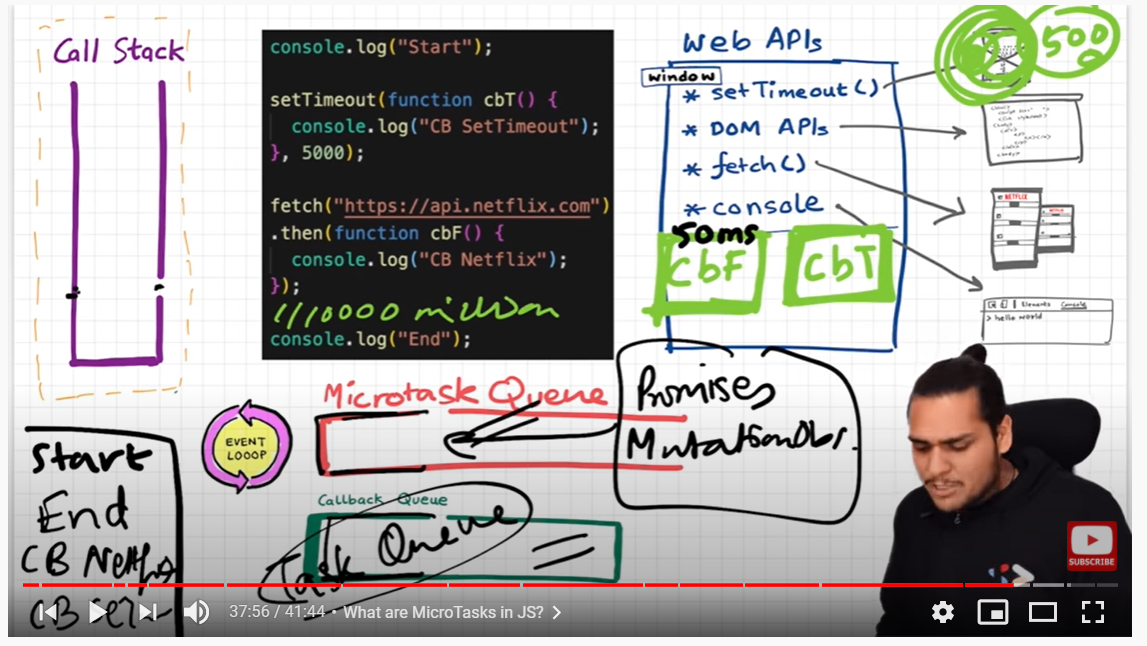 Call Stack
console.log("Start");
setTimeout(function cbT() {
console.log("CB SetTimeout");
}, 5000);
fetch("https://api.netflix.com")
.then(function cbF() {
console.log("CB Netflix");
});
million
console.log("End");
Web APIs
window
* setTimeout()
* DOM APIs
* fetch()
* console
50ms
CbF
CbT
500
NETFLIX
Elements Console
> hello world
Microtask Queue
Promises
MutationObs.
EVENT
LOOOP
Callback Queue
Task Queue
Start
End
CB Netflix
CB
SUBSCRIBE
37:56 / 41:44 • What are MicroTasks in JS? >